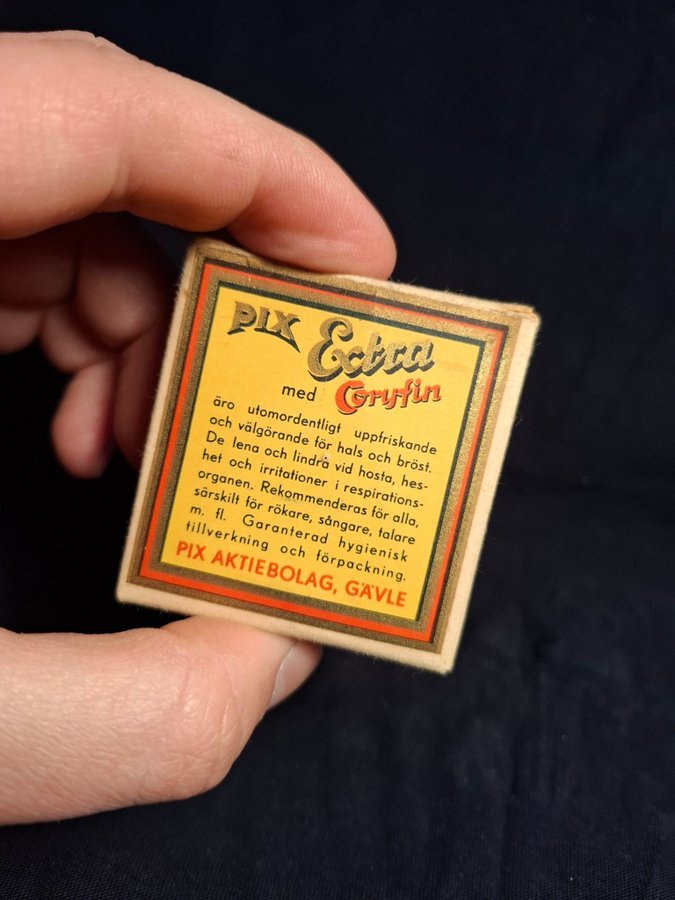 PIX Extra
med Coryfin
äro utomordentligt uppfriskande
och välgörande för hals och bröst.
De lena och lindra vid hosta, hes-
het och irritationer i respirations-
organen. Rekommenderas för alla,
särskilt för rökare, sångare, talare
m. fl. Garanterad hygienisk
tillverkning och förpackning.
PIX AKTIEBOLAG, GÄVLE